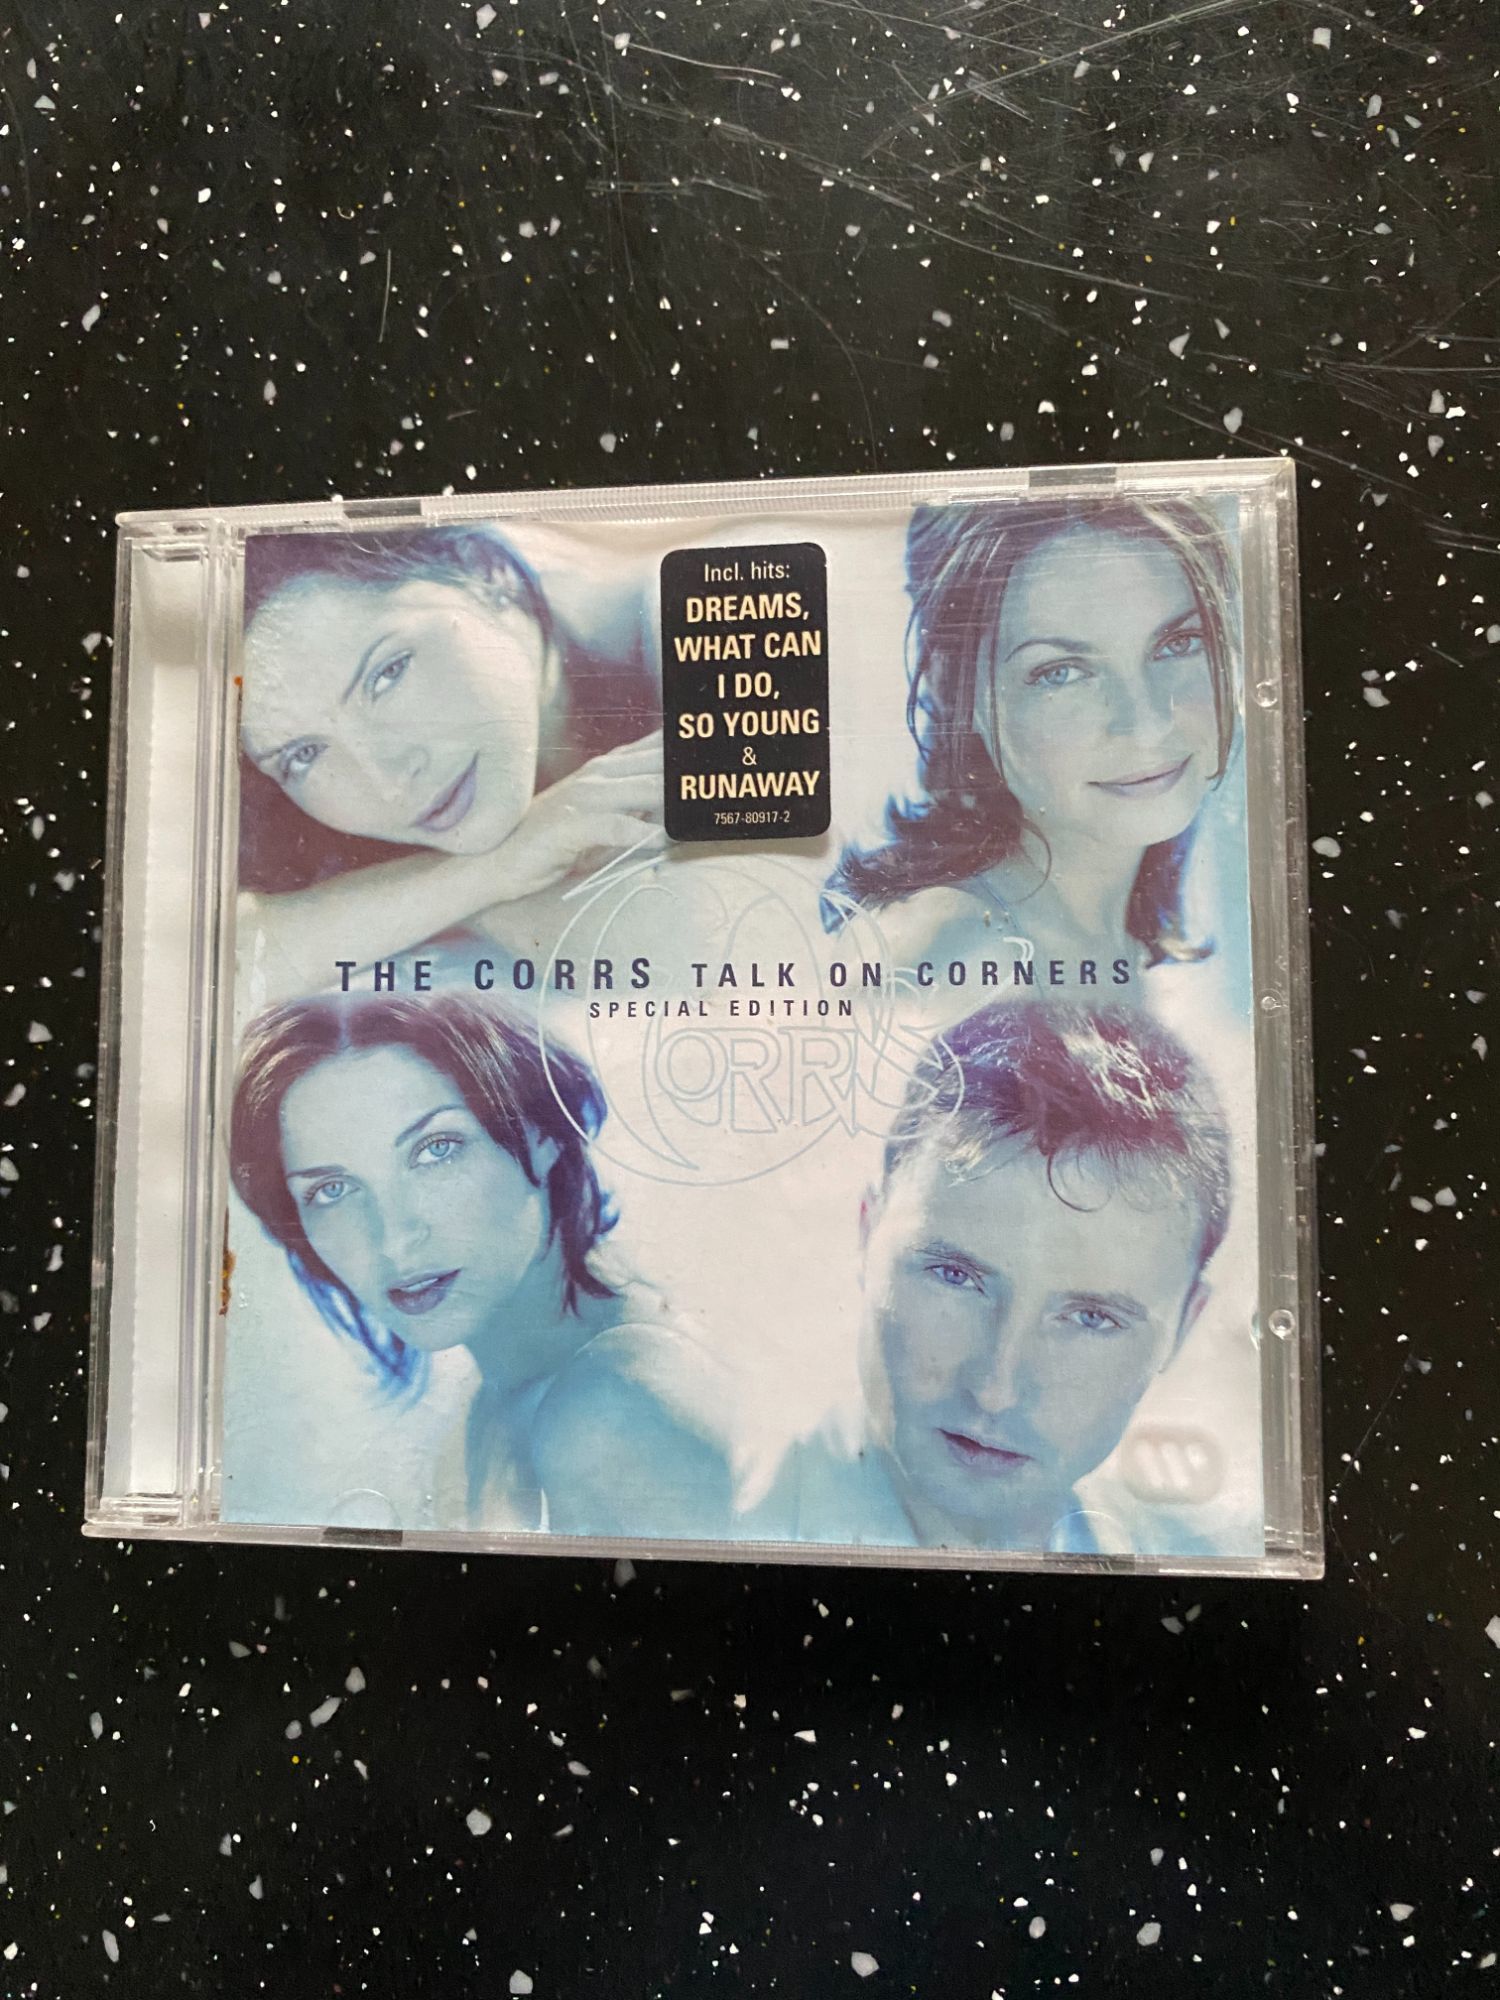 Incl. hits:
DREAMS,
WHAT CAN
I DO,
SO YOUNG
&
RUNAWAY
7567-80917-2
THE CORRS TALK ON CORNERS
SPECIAL EDITION
CORRS